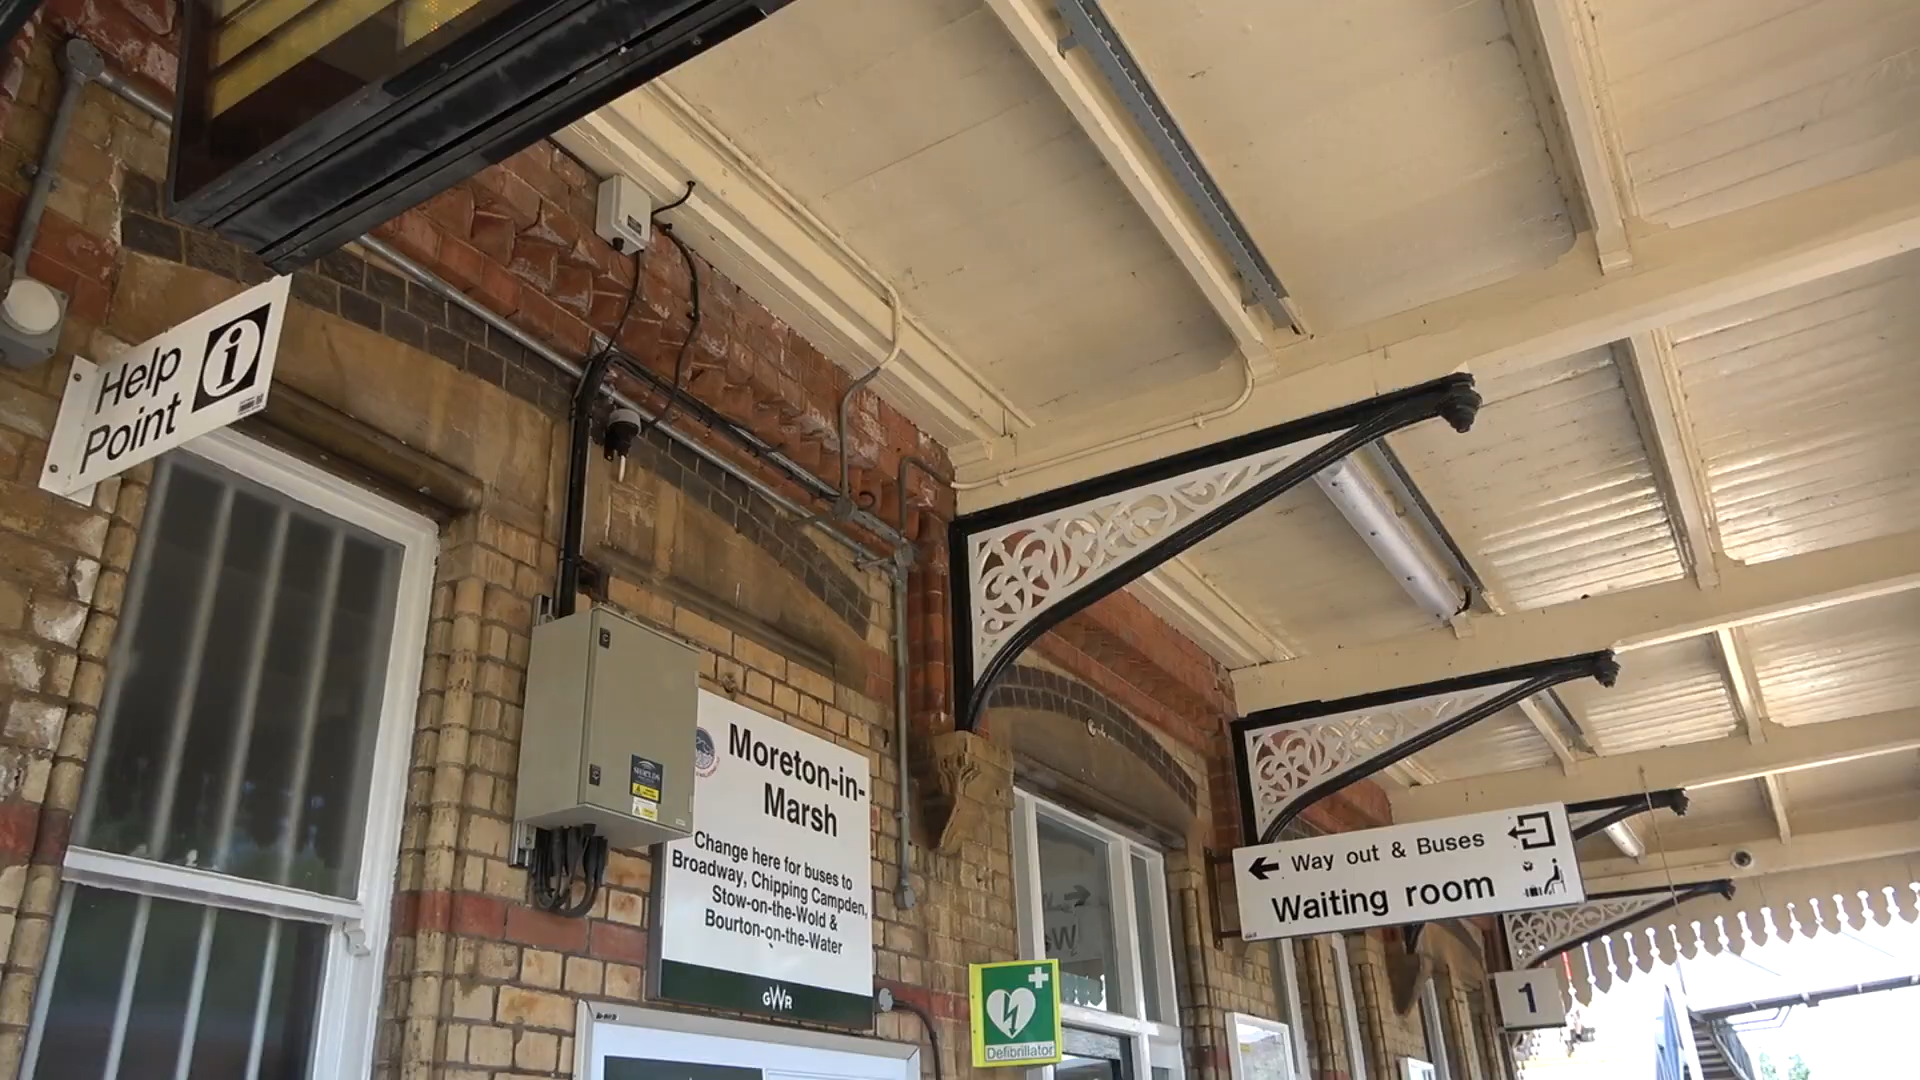 Help
Point
i
Moreton-in-
Marsh
Change here for buses to
Broadway, Chipping Campden,
Stow-on-the-Wold &
Bourton-on-the-Water
GWR
Defibrillator
Way out & Buses
Waiting room
1